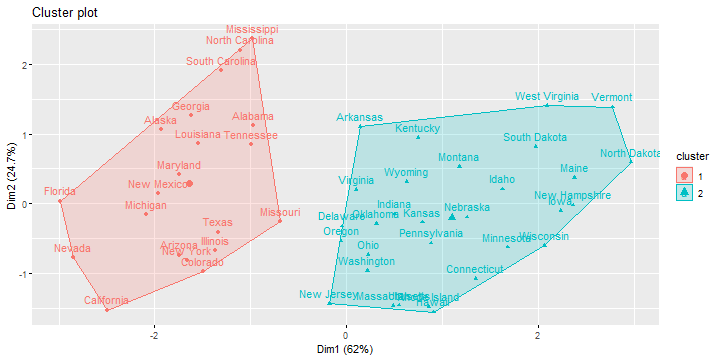 Cluster plot
Mississippi
North Carolina
South Carolina
Georgia
Alaska
Alabama
Louisiana
Tennessee
Maryland
New Mexico
Florida
Michigan
Missouri
Texas
Nevada
Arizona
Illinois
New York
Colorado
California
West Virginia
Vermont
Arkansas
Kentucky
South Dakota
North Dakota
Montana
Maine
Wyoming
Virginia
Idaho
New Hampshire
Indiana
Iowa
Nebraska
Delaware
Oklahoma
Kansas
Oregon
Pennsylvania
Minnesota
Wisconsin
Ohio
Washington
Connecticut
New Jersey
Hawaii
2
1
0
-1
-2
0
2
Dim1 (62%)
Dim2 (24.7%)
cluster
1
2